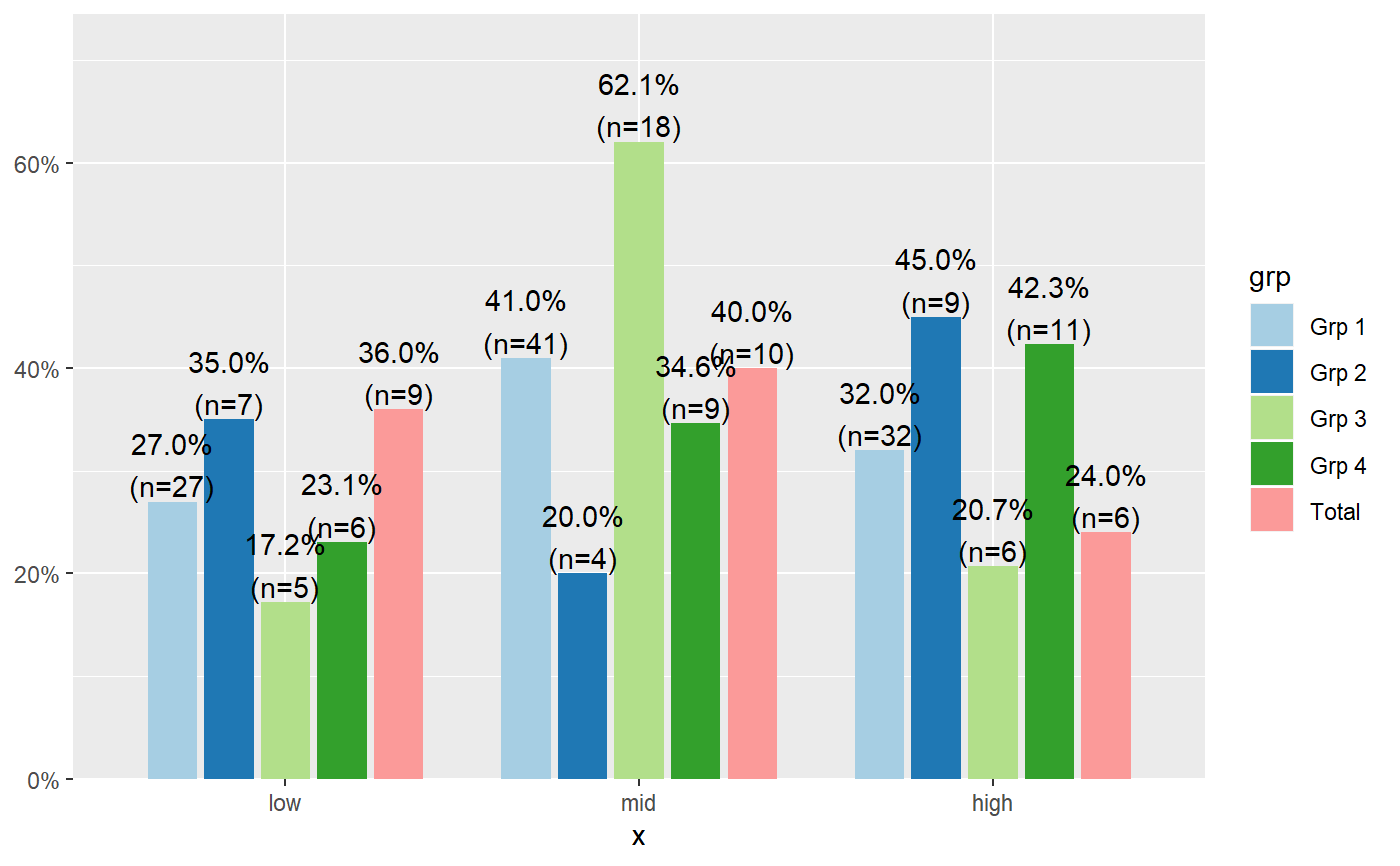 62.1%
(n=18)
60%
45.0%
(n=9)
42.3%
(n=11)
41.0%
(n=41)
40.0%
(n=10)
40%
36.0%
(n=9)
35.0%
(n=7)
34.6%
(n=9)
32.0%
(n=32)
27.0%
(n=27)
24.0%
(n=6)
23.1%
(n=6)
20.7%
(n=6)
20.0%
(n=4)
20%
17.2%
(n=5)
0%
low
mid
high
x
grp
Grp 1
Grp 2
Grp 3
Grp 4
Total